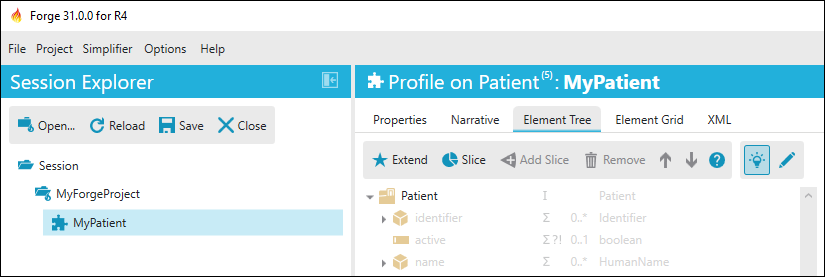 Forge 31.0.0 for R4
File Project Simplifier Options Help
Session Explorer
Open... Reload Save Close
Session
MyForgeProject
MyPatient
Profile on Patient(5): MyPatient
Properties Narrative Element Tree Element Grid XML
Extend Slice Add Slice Remove
Patient I Patient
identifier Σ 0..* Identifier
active Σ ?! 0..1 boolean
name Σ 0..* HumanName